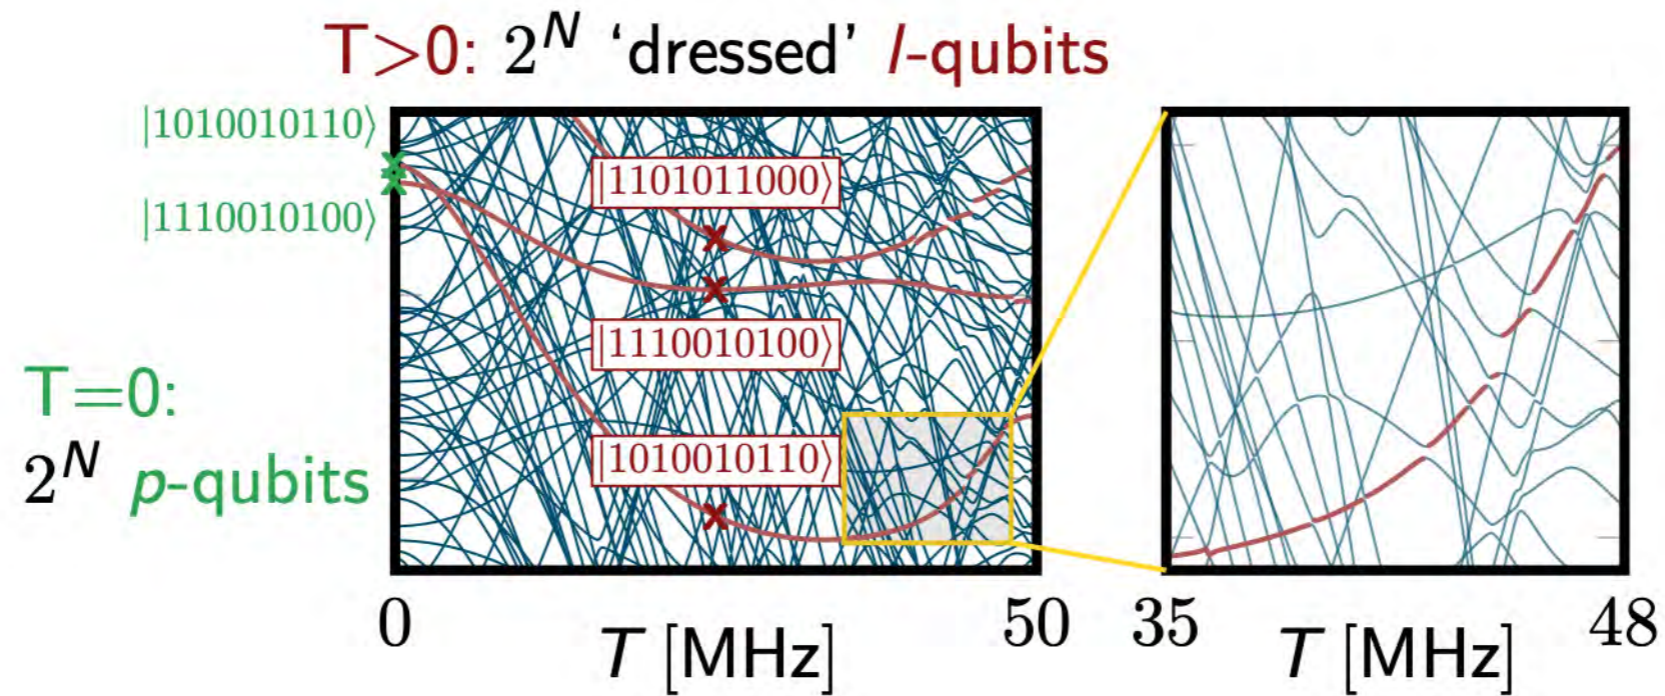 T>0: 2^N ‘dressed’ l-qubits
|1010010110⟩
|1110010100⟩
|1101011000⟩
|1110010100⟩
|1010010110⟩
T=0:
2^N p-qubits
0 50 35 48
T [MHz] T [MHz]